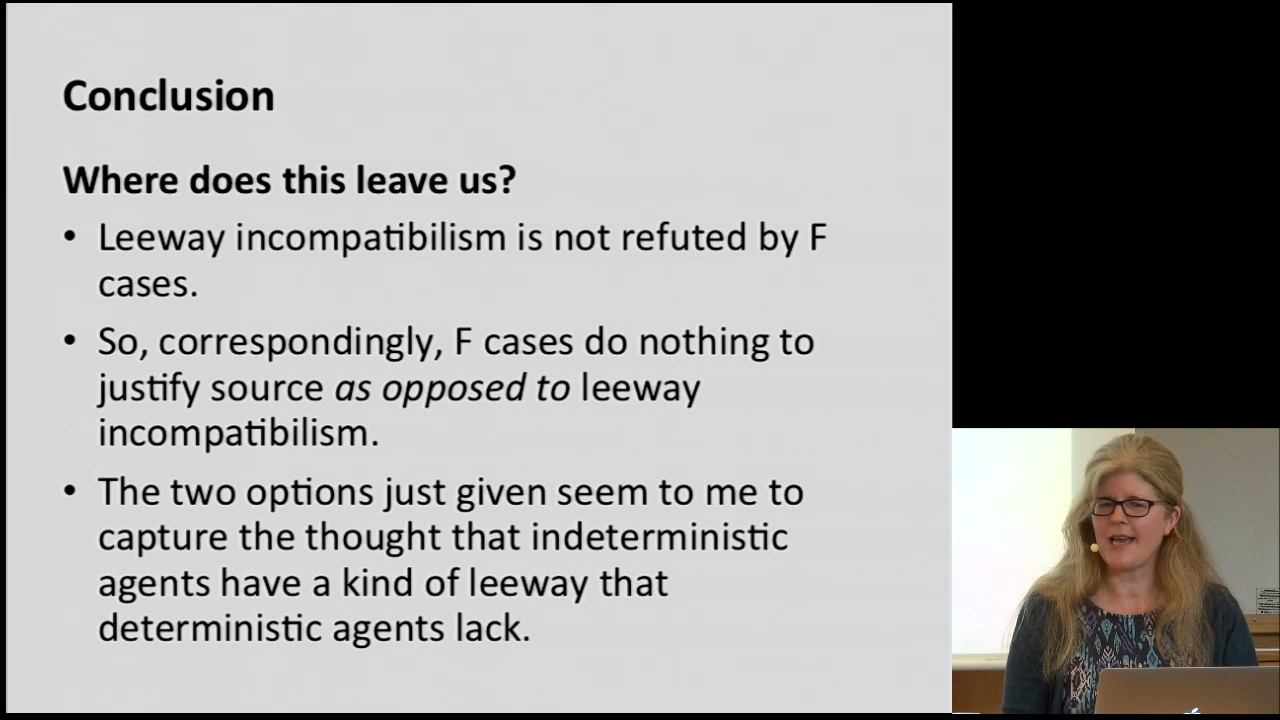 Conclusion
Where does this leave us?
• Leeway incompatibilism is not refuted by F
cases.
• So, correspondingly, F cases do nothing to
justify source as opposed to leeway
incompatibilism.
• The two options just given seem to me to
capture the thought that indeterministic
agents have a kind of leeway that
deterministic agents lack.